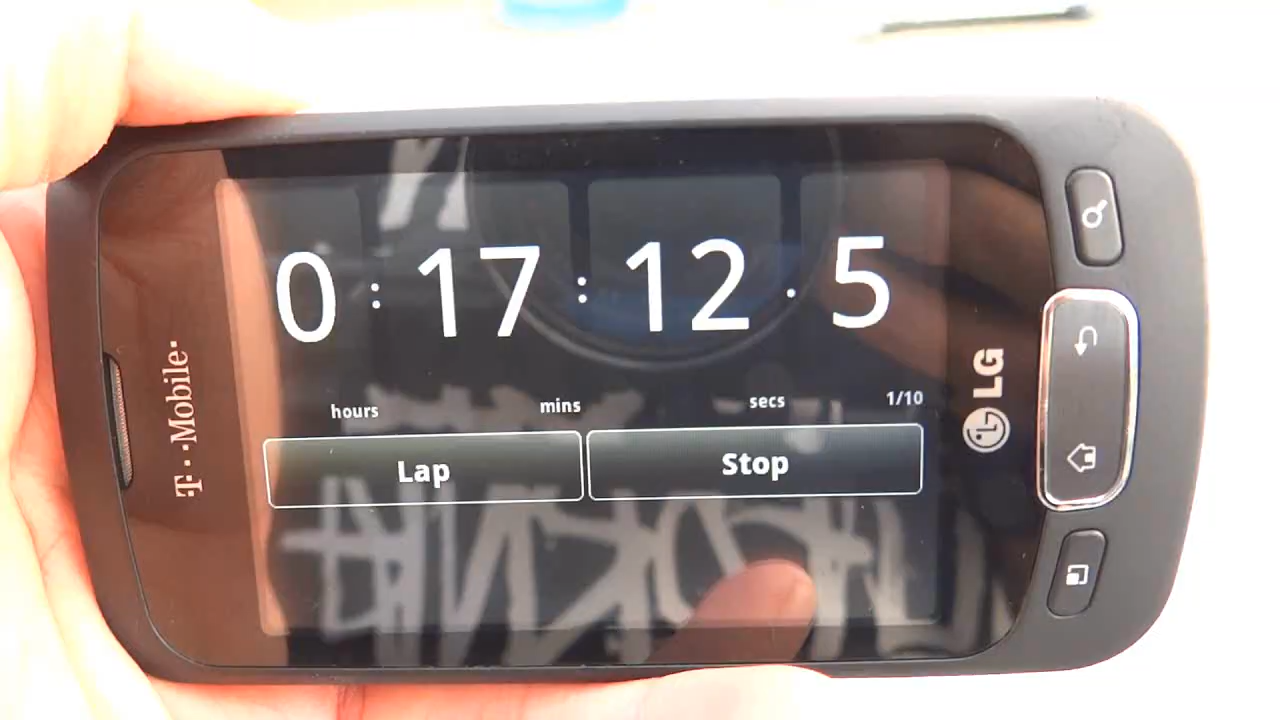 0 : 17 : 12 . 5
hours mins secs 1/10
Lap Stop
T··Mobile·
LG